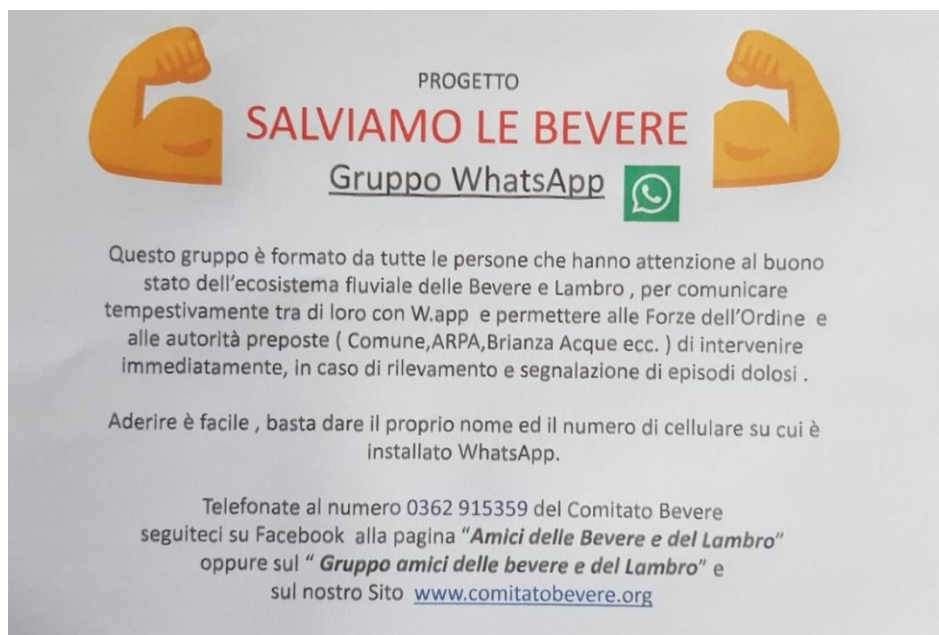 PROGETTO
SALVIAMO LE BEVERE
Gruppo WhatsApp
Questo gruppo è formato da tutte le persone che hanno attenzione al buono
stato dell'ecosistema fluviale delle Bevere e Lambro , per comunicare
tempestivamente tra di loro con W.app e permettere alle Forze dell'Ordine e
alle autorità preposte ( Comune,ARPA,Brianza Acque ecc. ) di intervenire
immediatamente, in caso di rilevamento e segnalazione di episodi dolosi .
Aderire è facile , basta dare il proprio nome ed il numero di cellulare su cui è
installato WhatsApp.
Telefonate al numero 0362 915359 del Comitato Bevere
seguiteci su Facebook alla pagina “Amici delle Bevere e del Lambro”
oppure sul “ Gruppo amici delle bevere e del Lambro” e
sul nostro Sito www.comitatobevere.org